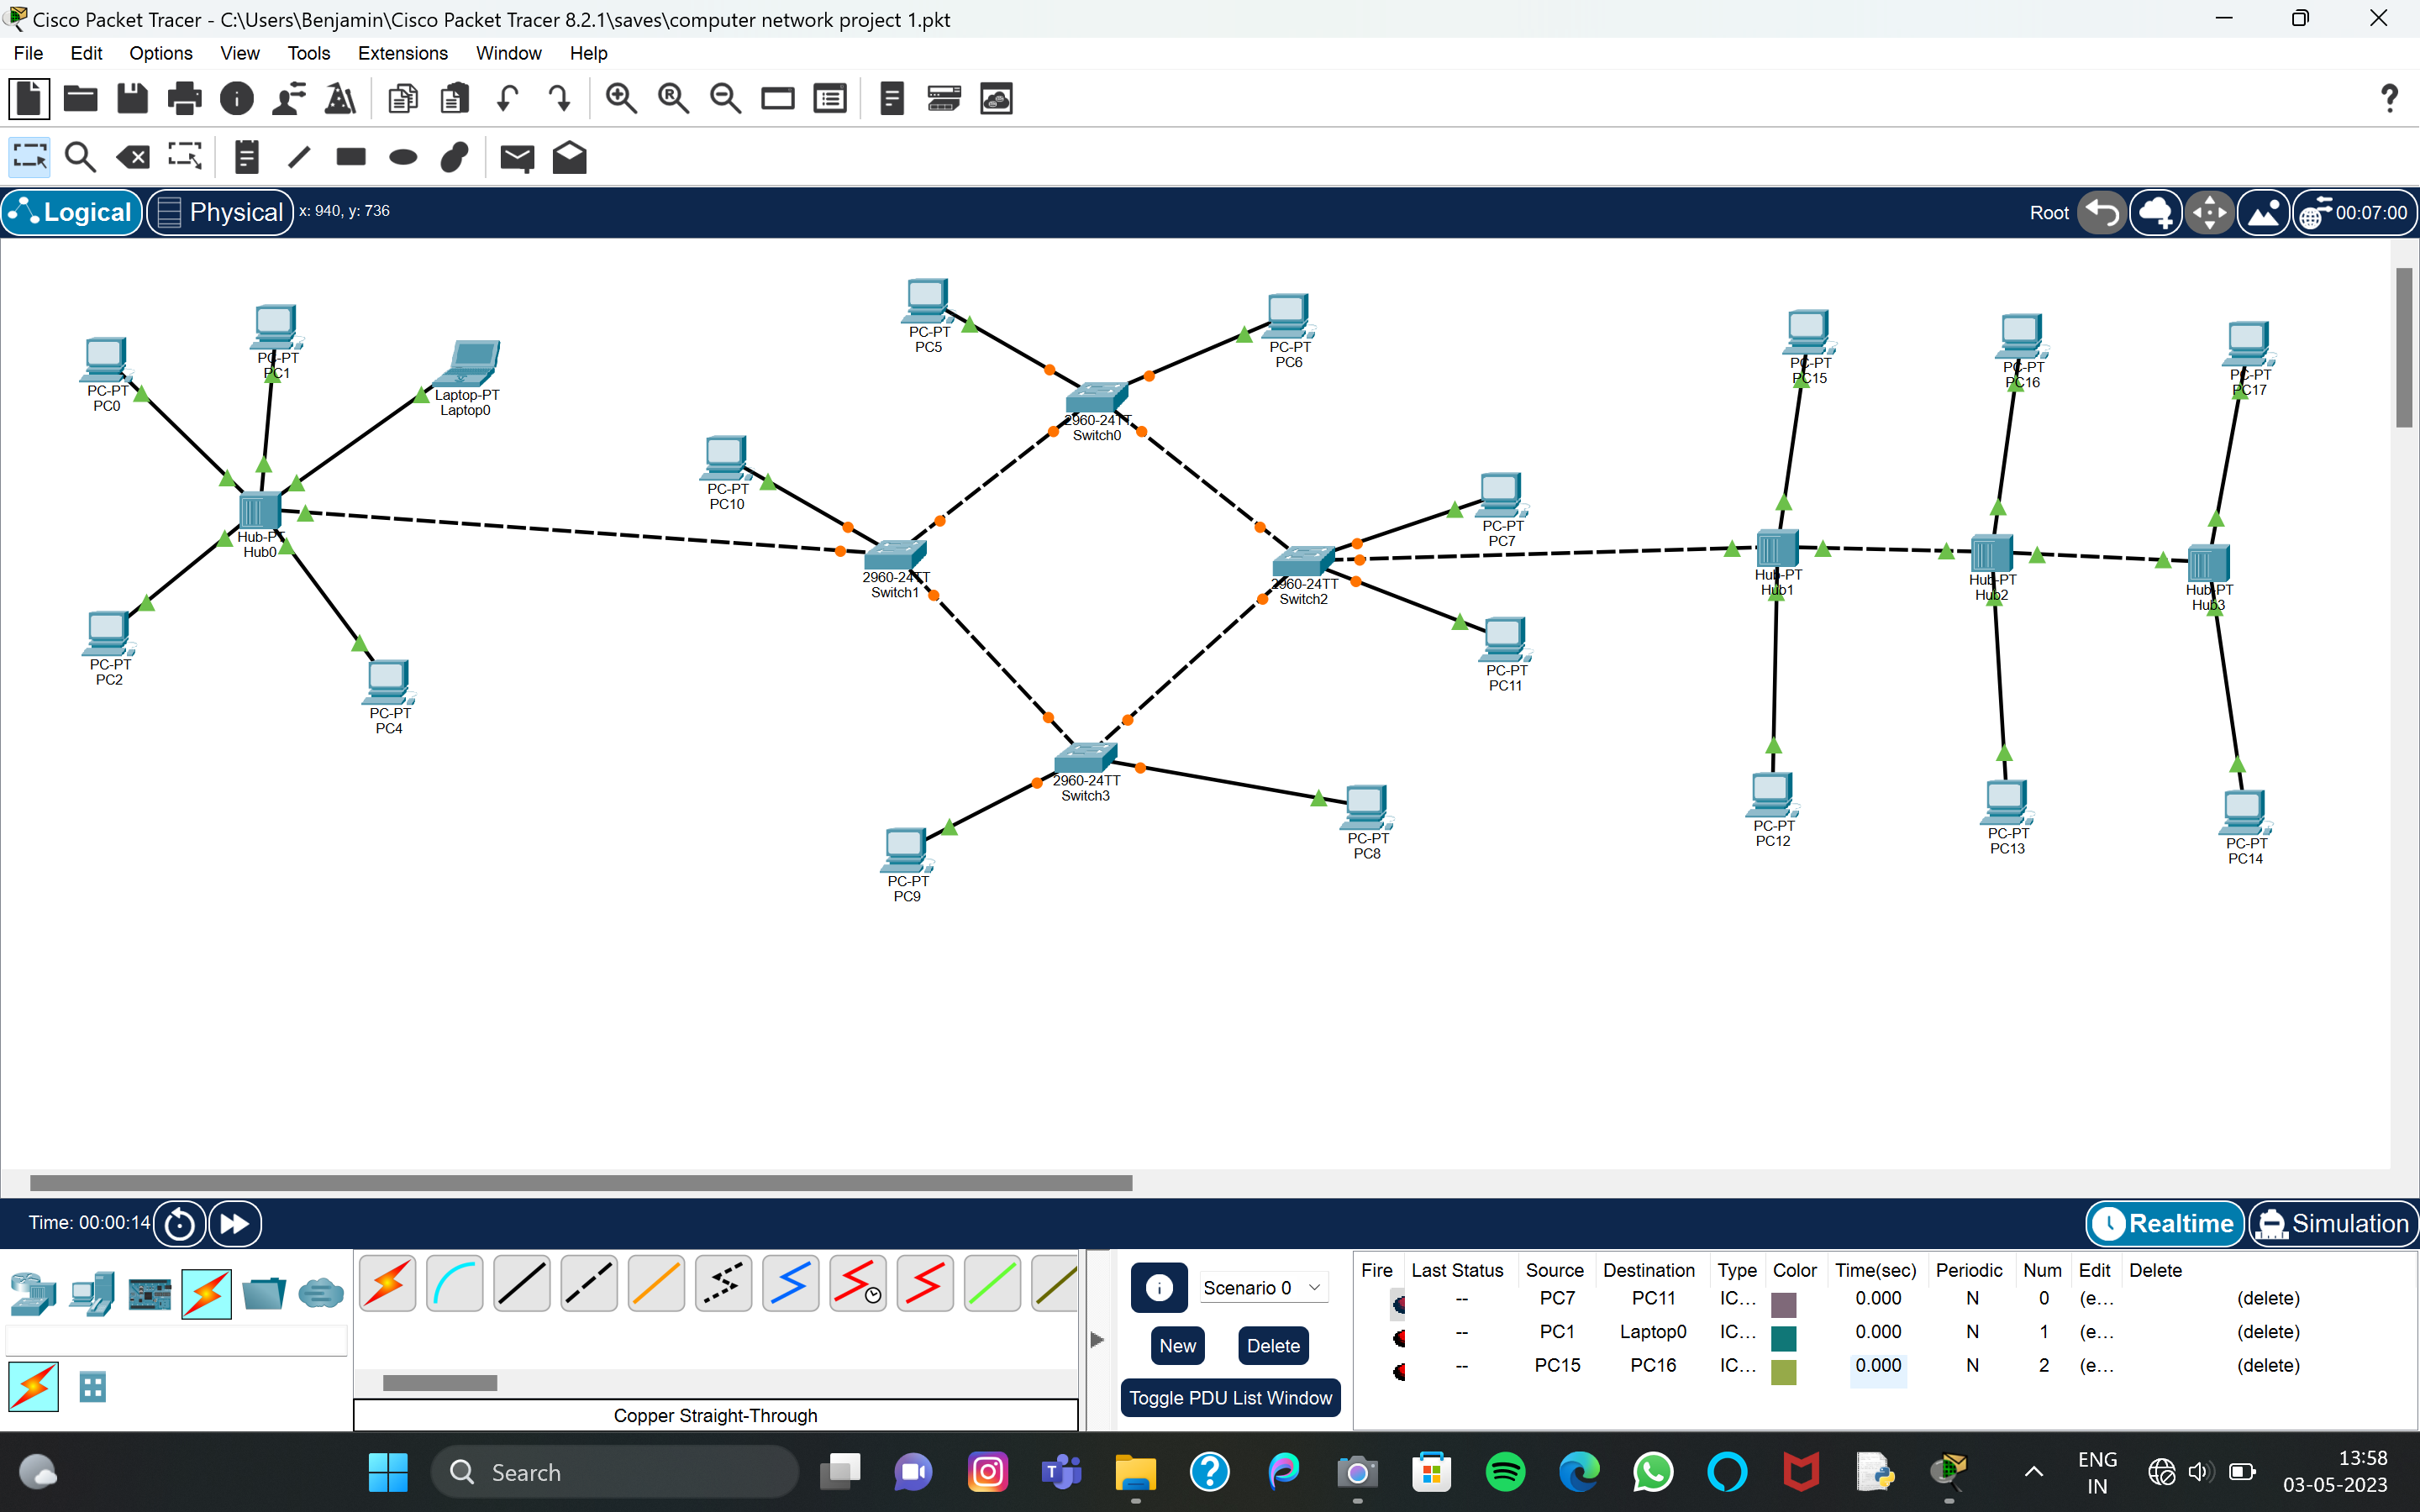 Cisco Packet Tracer - C:\Users\Benjamin\Cisco Packet Tracer 8.2.1\saves\computer network project 1.pkt
File Edit Options View Tools Extensions Window Help
Logical Physical x: 940, y: 736 Root 00:07:00
PC-PT
PC0
PC-PT
PC1
Laptop-PT
Laptop0
Hub-PT
Hub0
PC-PT
PC2
PC-PT
PC4
PC-PT
PC5
PC-PT
PC6
2960-24TT
Switch0
PC-PT
PC10
2960-24TT
Switch1
PC-PT
PC7
2960-24TT
Switch2
PC-PT
PC11
2960-24TT
Switch3
PC-PT
PC8
PC-PT
PC9
PC-PT
PC15
PC-PT
PC16
PC-PT
PC17
Hub-PT
Hub1
Hub-PT
Hub2
Hub-PT
Hub3
PC-PT
PC12
PC-PT
PC13
PC-PT
PC14
Time: 00:00:14 Realtime Simulation
Scenario 0
New Delete
Toggle PDU List Window
Copper Straight-Through
Fire Last Status Source Destination Type Color Time(sec) Periodic Num Edit Delete
-- PC7 PC11 IC... 0.000 N 0 (e... (delete)
-- PC1 Laptop0 IC... 0.000 N 1 (e... (delete)
-- PC15 PC16 IC... 0.000 N 2 (e... (delete)
Search
ENG
IN
13:58
03-05-2023